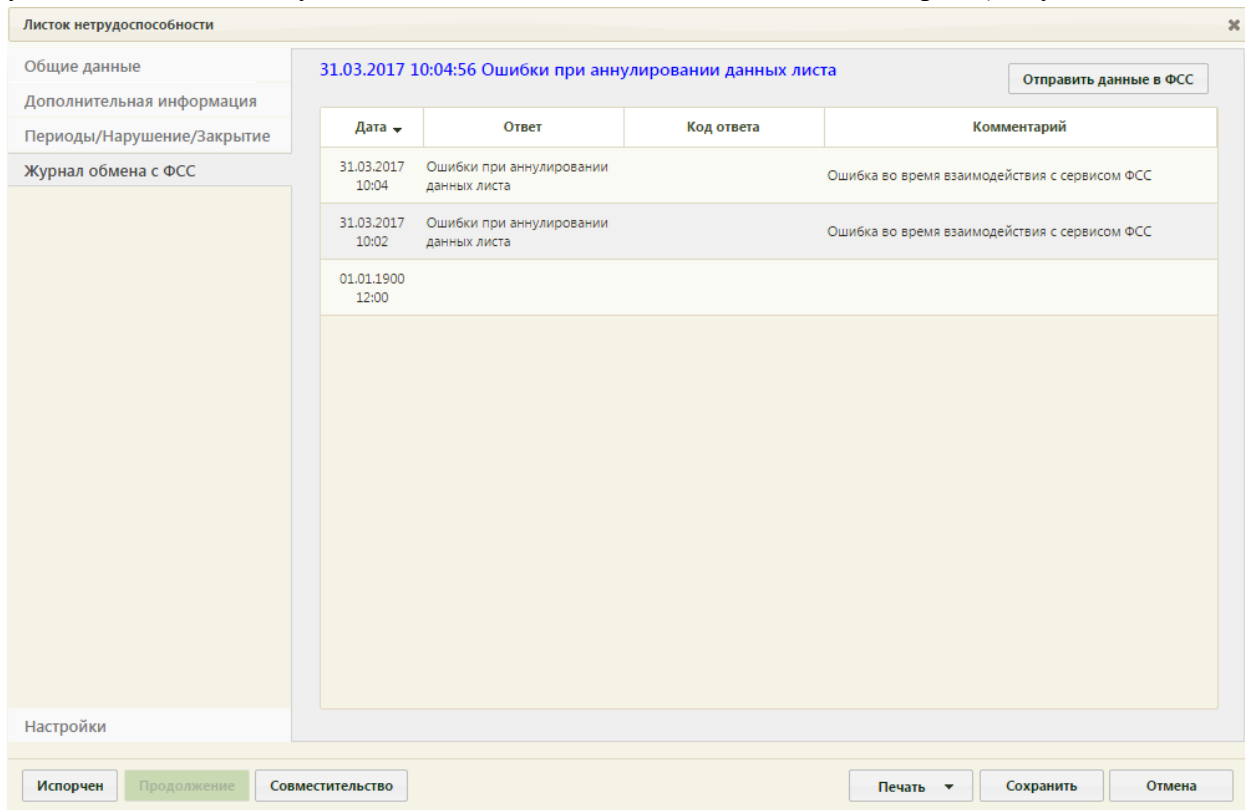 Листок нетрудоспособности
Общие данные
Дополнительная информация
Периоды/Нарушение/Закрытие
Журнал обмена с ФСС
Настройки
31.03.2017 10:04:56 Ошибки при аннулировании данных листа
Отправить данные в ФСС
Дата Ответ Код ответа Комментарий
31.03.2017 Ошибки при аннулировании
10:04 данных листа Ошибка во время взаимодействия с сервисом ФСС
31.03.2017 Ошибки при аннулировании
10:02 данных листа Ошибка во время взаимодействия с сервисом ФСС
01.01.1900
12:00
Испорчен Продолжение Совместительство Печать Сохранить Отмена